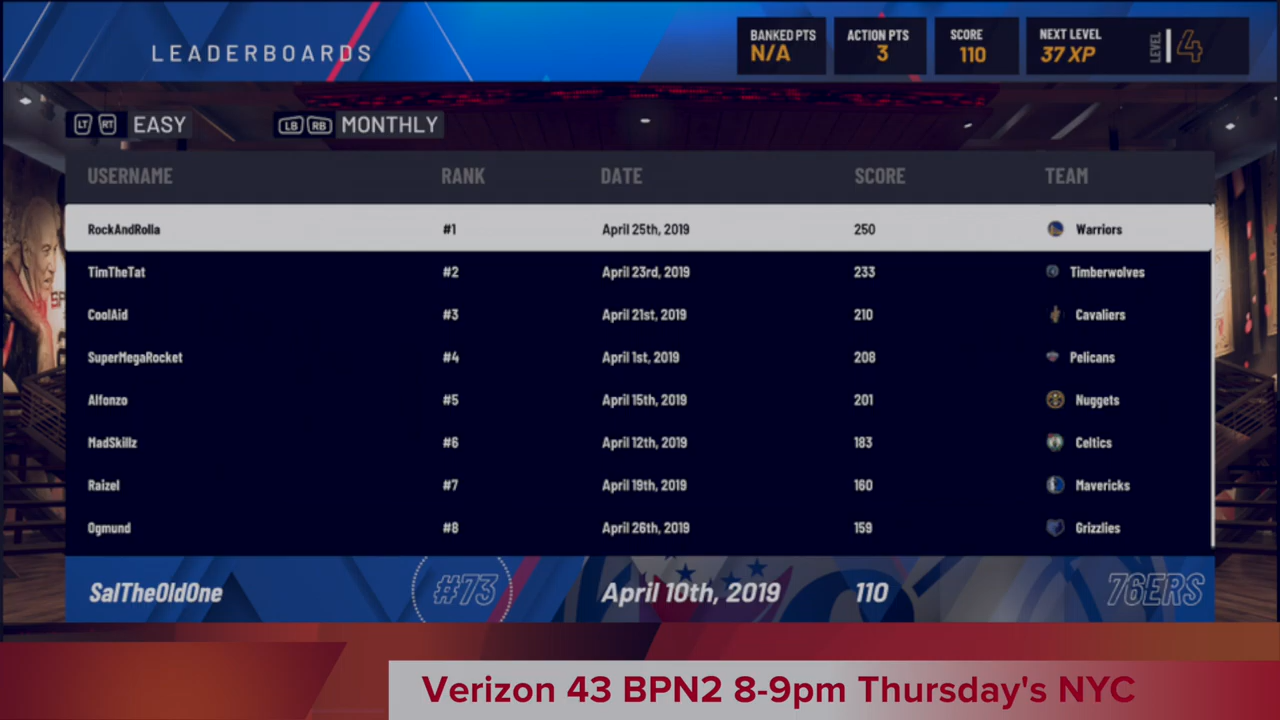 LEADERBOARDS
BANKED PTS
N/A
ACTION PTS
3
SCORE
110
NEXT LEVEL
37 XP
LEVEL
4
LT RT EASY
LB RB MONTHLY
USERNAME RANK DATE SCORE TEAM
RockAndRolla #1 April 25th, 2019 250 Warriors
TimTheTat #2 April 23rd, 2019 233 Timberwolves
CoolAid #3 April 21st, 2019 210 Cavaliers
SuperMegaRocket #4 April 1st, 2019 208 Pelicans
Alfonzo #5 April 15th, 2019 201 Nuggets
MadSkillz #6 April 12th, 2019 183 Celtics
Raizel #7 April 19th, 2019 160 Mavericks
Ogmund #8 April 26th, 2019 159 Grizzlies
SalTheOldOne #73 April 10th, 2019 110 76ERS
Verizon 43 BPN2 8-9pm Thursday's NYC